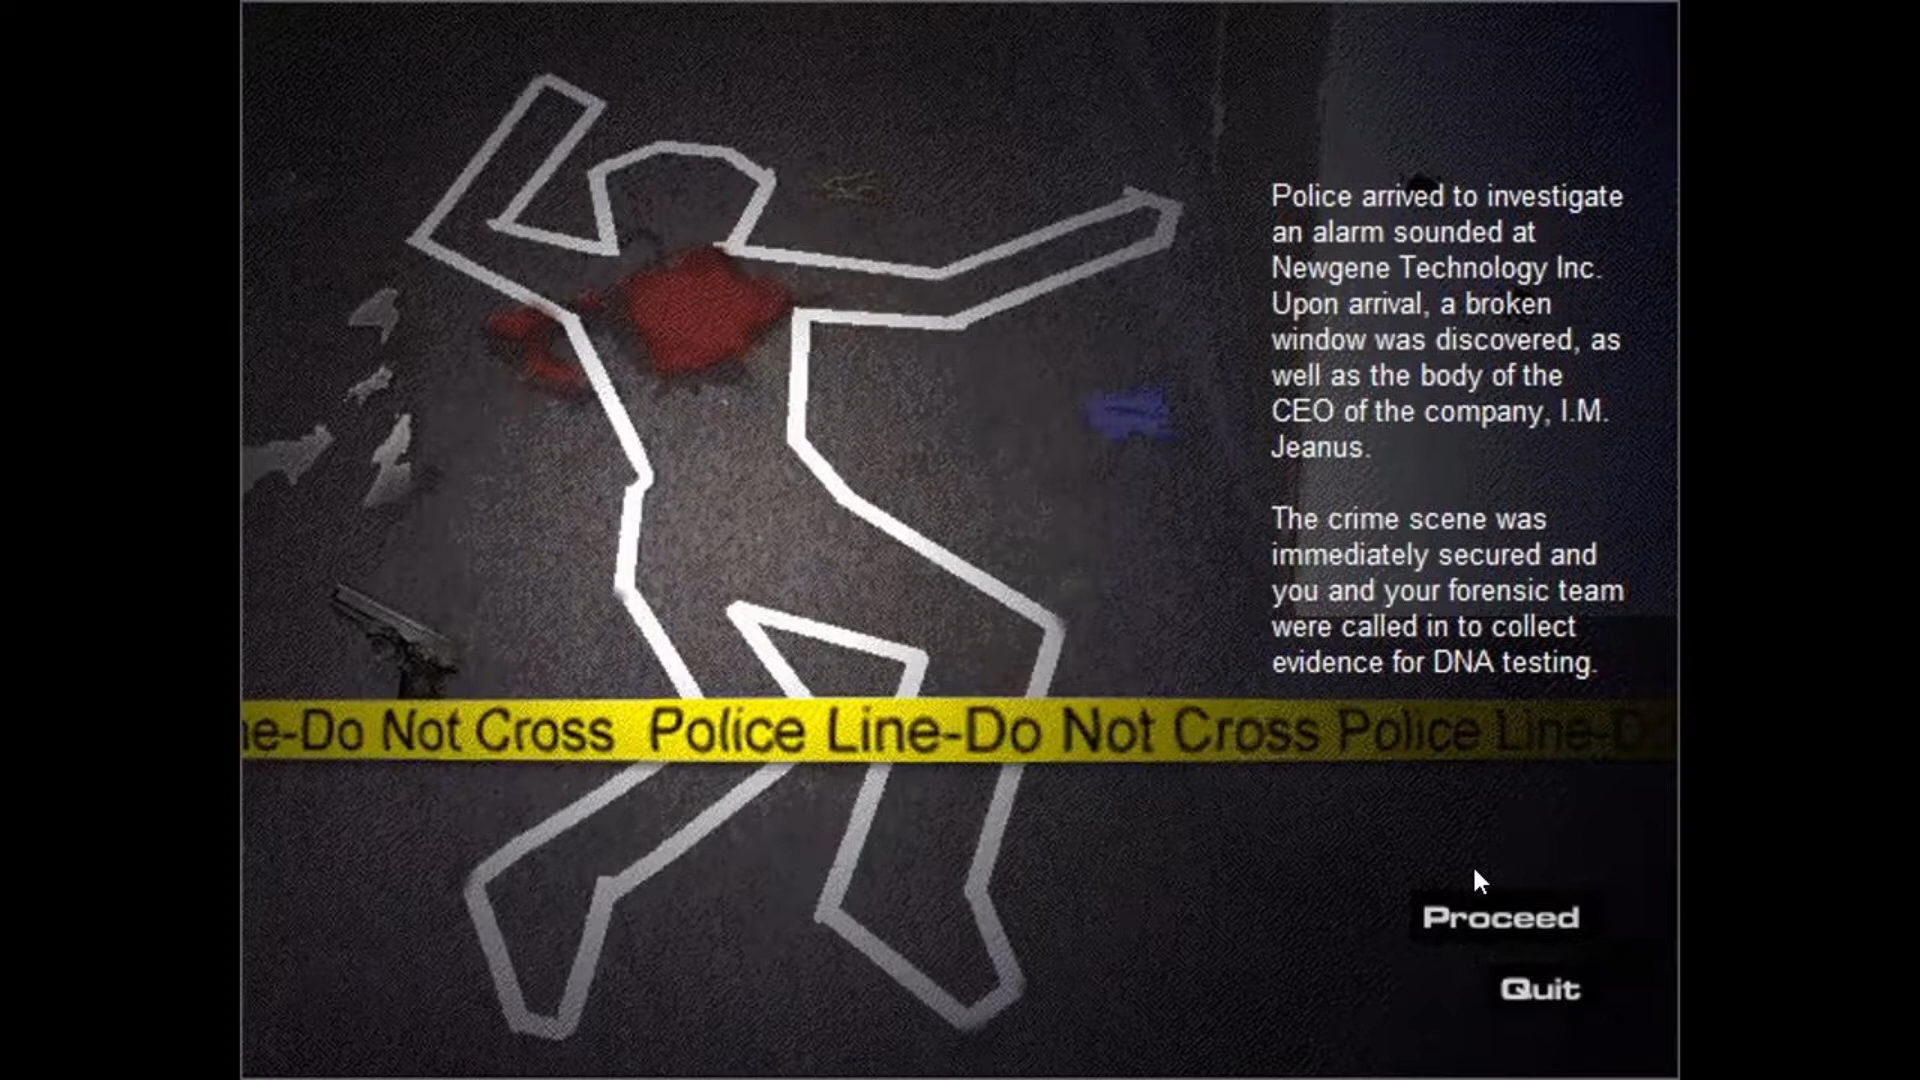 Police arrived to investigate
an alarm sounded at
Newgene Technology Inc.
Upon arrival, a broken
window was discovered, as
well as the body of the
CEO of the company, I.M.
Jeanus.
The crime scene was
immediately secured and
you and your forensic team
were called in to collect
evidence for DNA testing.
ne-Do Not Cross Police Line-Do Not Cross Police Line-Do
Proceed
Quit